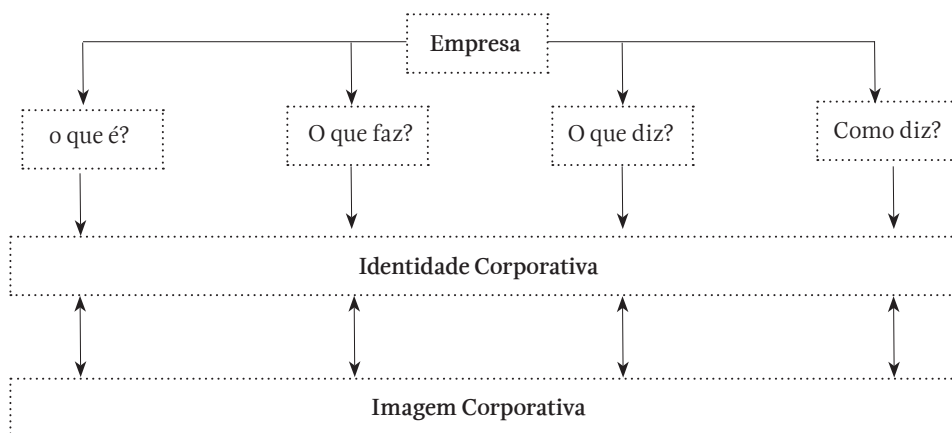 Empresa
o que é?
O que faz?
O que diz?
Como diz?
Identidade Corporativa
Imagem Corporativa